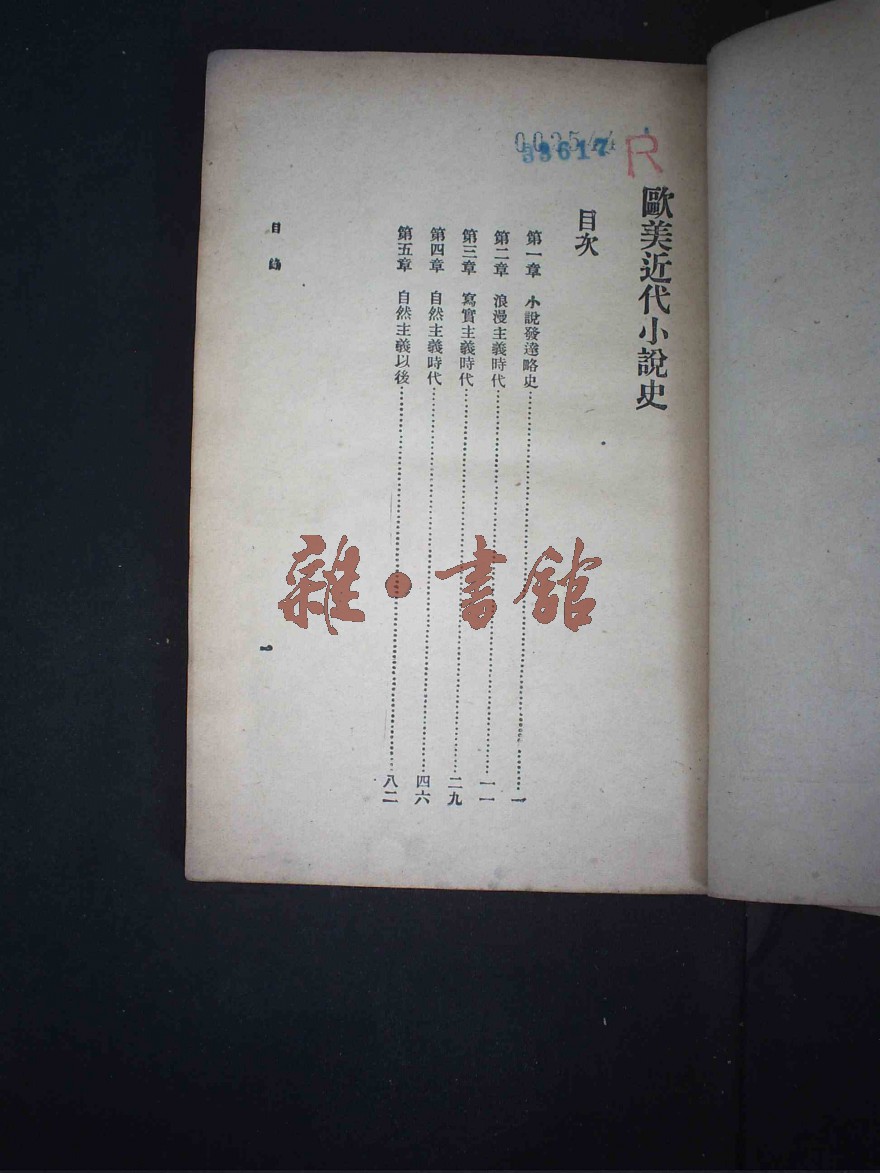 歐美近代小說史
目次
第一章　小說發達略史…………一
第二章　浪漫主義時代…………一一
第三章　寫實主義時代…………二九
第四章　自然主義時代…………四六
第五章　自然主義以後…………八二
目錄
一
R
雜·書館